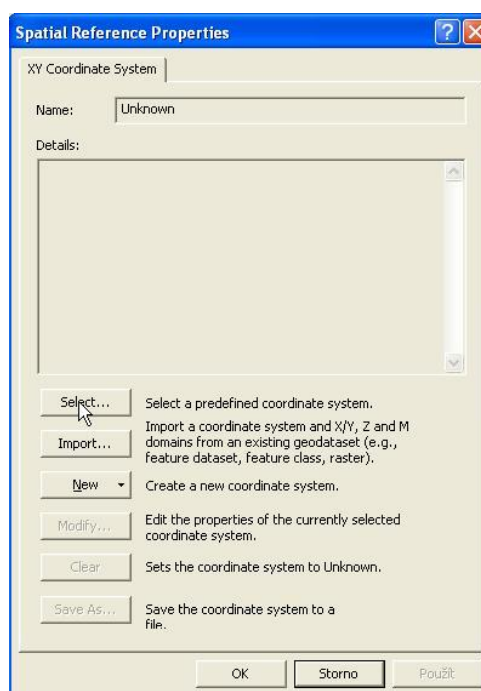 Spatial Reference Properties
XY Coordinate System
Name: Unknown
Details:
Select... Select a predefined coordinate system.
Import... Import a coordinate system and X/Y, Z and M
domains from an existing geodataset (e.g.,
feature dataset, feature class, raster).
New Create a new coordinate system.
Modify... Edit the properties of the currently selected
coordinate system.
Clear Sets the coordinate system to Unknown.
Save As... Save the coordinate system to a
file.
OK Storno Použít